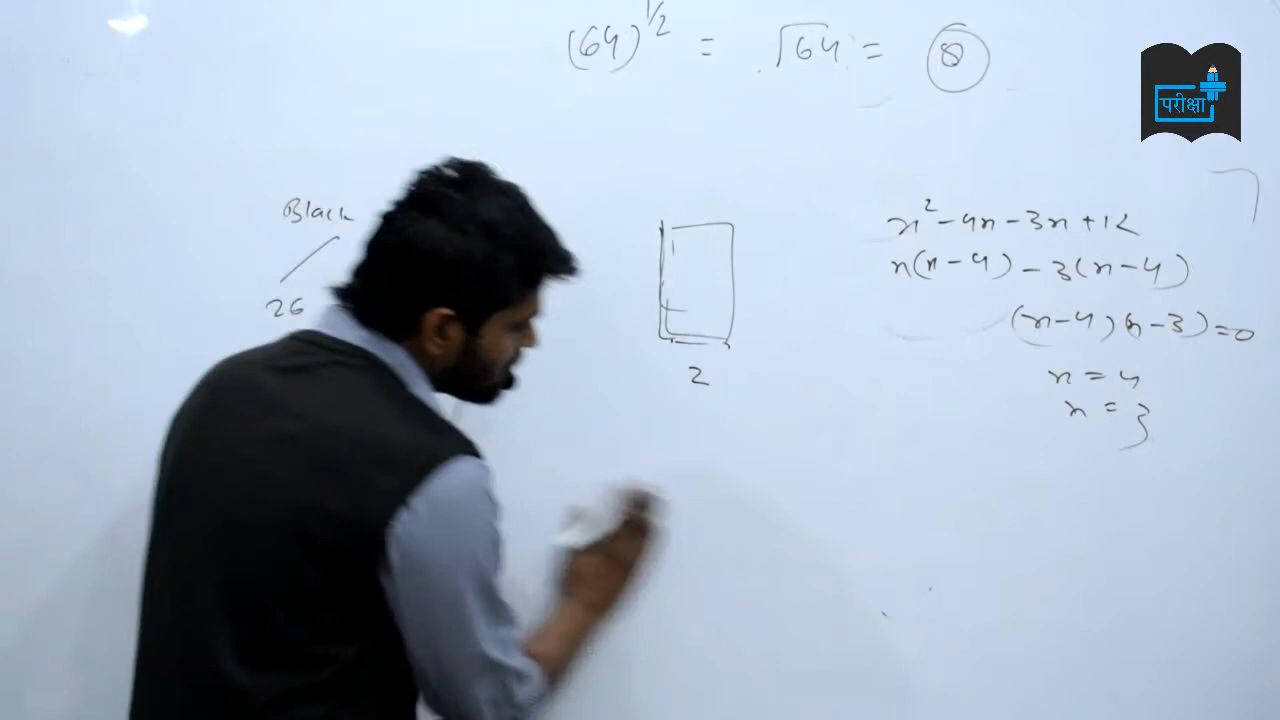 (64)^1/2 = √64 = 8
परीक्षा
Black
26
2
x² - 4x - 3x + 12
x(x - 4) - 3(x - 4)
(x - 4)(x - 3) = 0
x = 4
x = 3